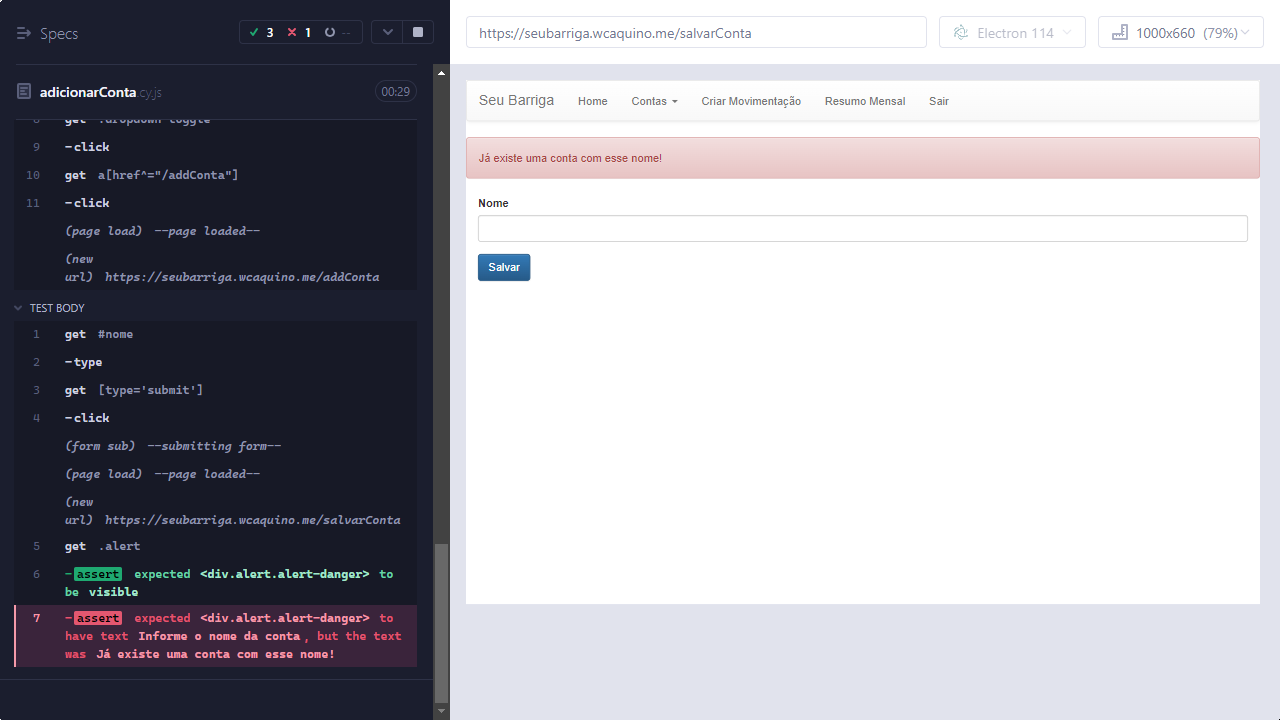 Specs
3
1
--
adicionarConta.cy.js
00:29
8 get .dropdown-toggle
9 -click
10 get a[href^="/addConta"]
11 -click
(page load) --page loaded--
(new
url) https://seubarriga.wcaquino.me/addConta
TEST BODY
1 get #nome
2 -type
3 get [type='submit']
4 -click
(form sub) --submitting form--
(page load) --page loaded--
(new
url) https://seubarriga.wcaquino.me/salvarConta
5 get .alert
6 -assert expected <div.alert.alert-danger> to
be visible
7 -assert expected <div.alert.alert-danger> to
have text Informe o nome da conta, but the text
was Já existe uma conta com esse nome!
https://seubarriga.wcaquino.me/salvarConta
Electron 114
1000x660 (79%)
Seu Barriga Home Contas Criar Movimentação Resumo Mensal Sair
Já existe uma conta com esse nome!
Nome
Salvar